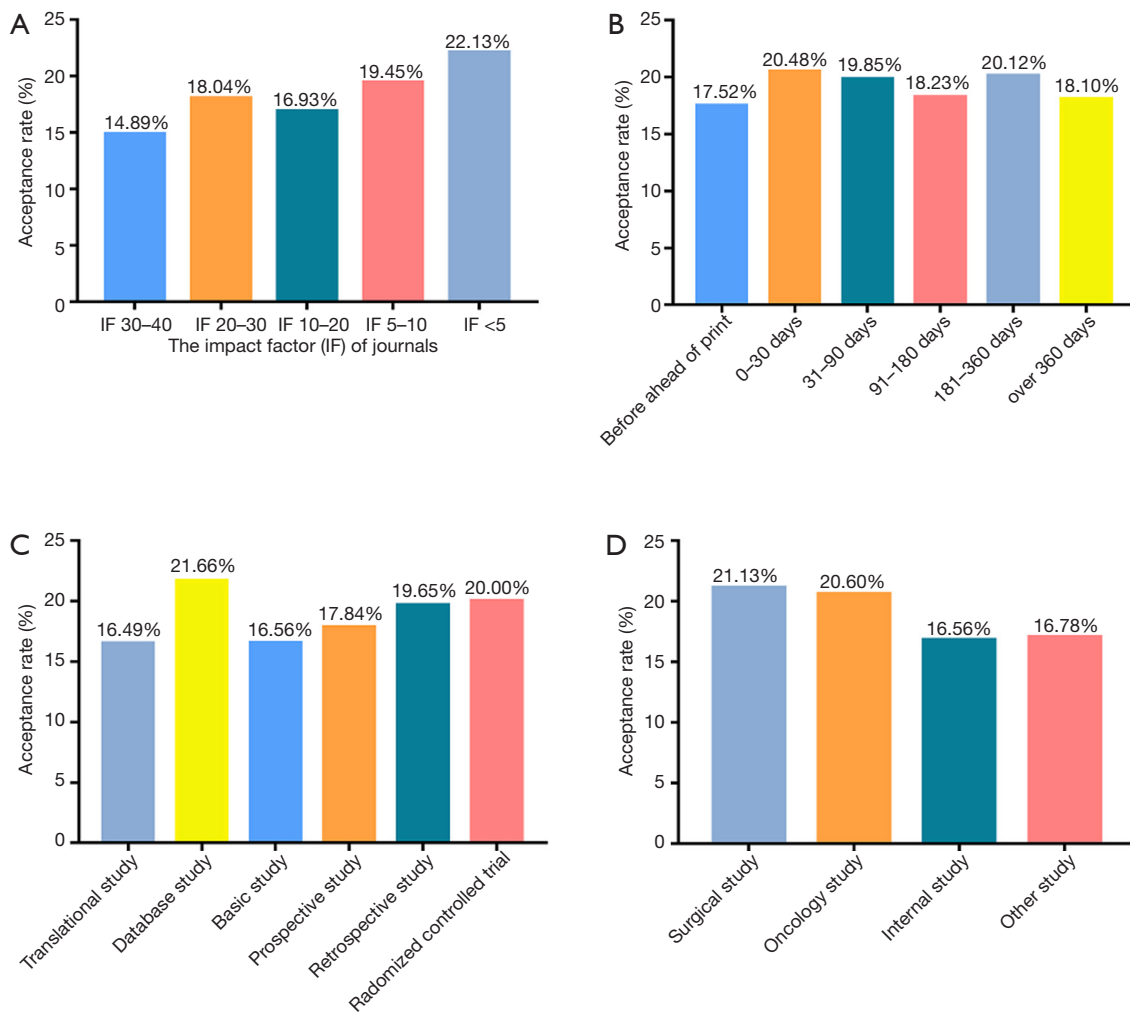 A
Acceptance rate (%)
25
20
15
10
5
0
14.89%
18.04%
16.93%
19.45%
22.13%
IF 30–40
IF 20–30
IF 10–20
IF 5–10
IF <5
The impact factor (IF) of journals
B
Acceptance rate (%)
25
20
15
10
5
0
17.52%
20.48%
19.85%
18.23%
20.12%
18.10%
Before ahead of print
0–30 days
31–90 days
91–180 days
181–360 days
over 360 days
C
Acceptance rate (%)
25
20
15
10
5
0
16.49%
21.66%
16.56%
17.84%
19.65%
20.00%
Translational study
Database study
Basic study
Prospective study
Retrospective study
Radomized controlled trial
D
Acceptance rate (%)
25
20
15
10
5
0
21.13%
20.60%
16.56%
16.78%
Surgical study
Oncology study
Internal study
Other study